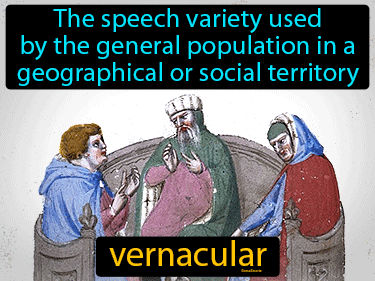 The speech variety used
by the general population in a
geographical or social territory
vernacular